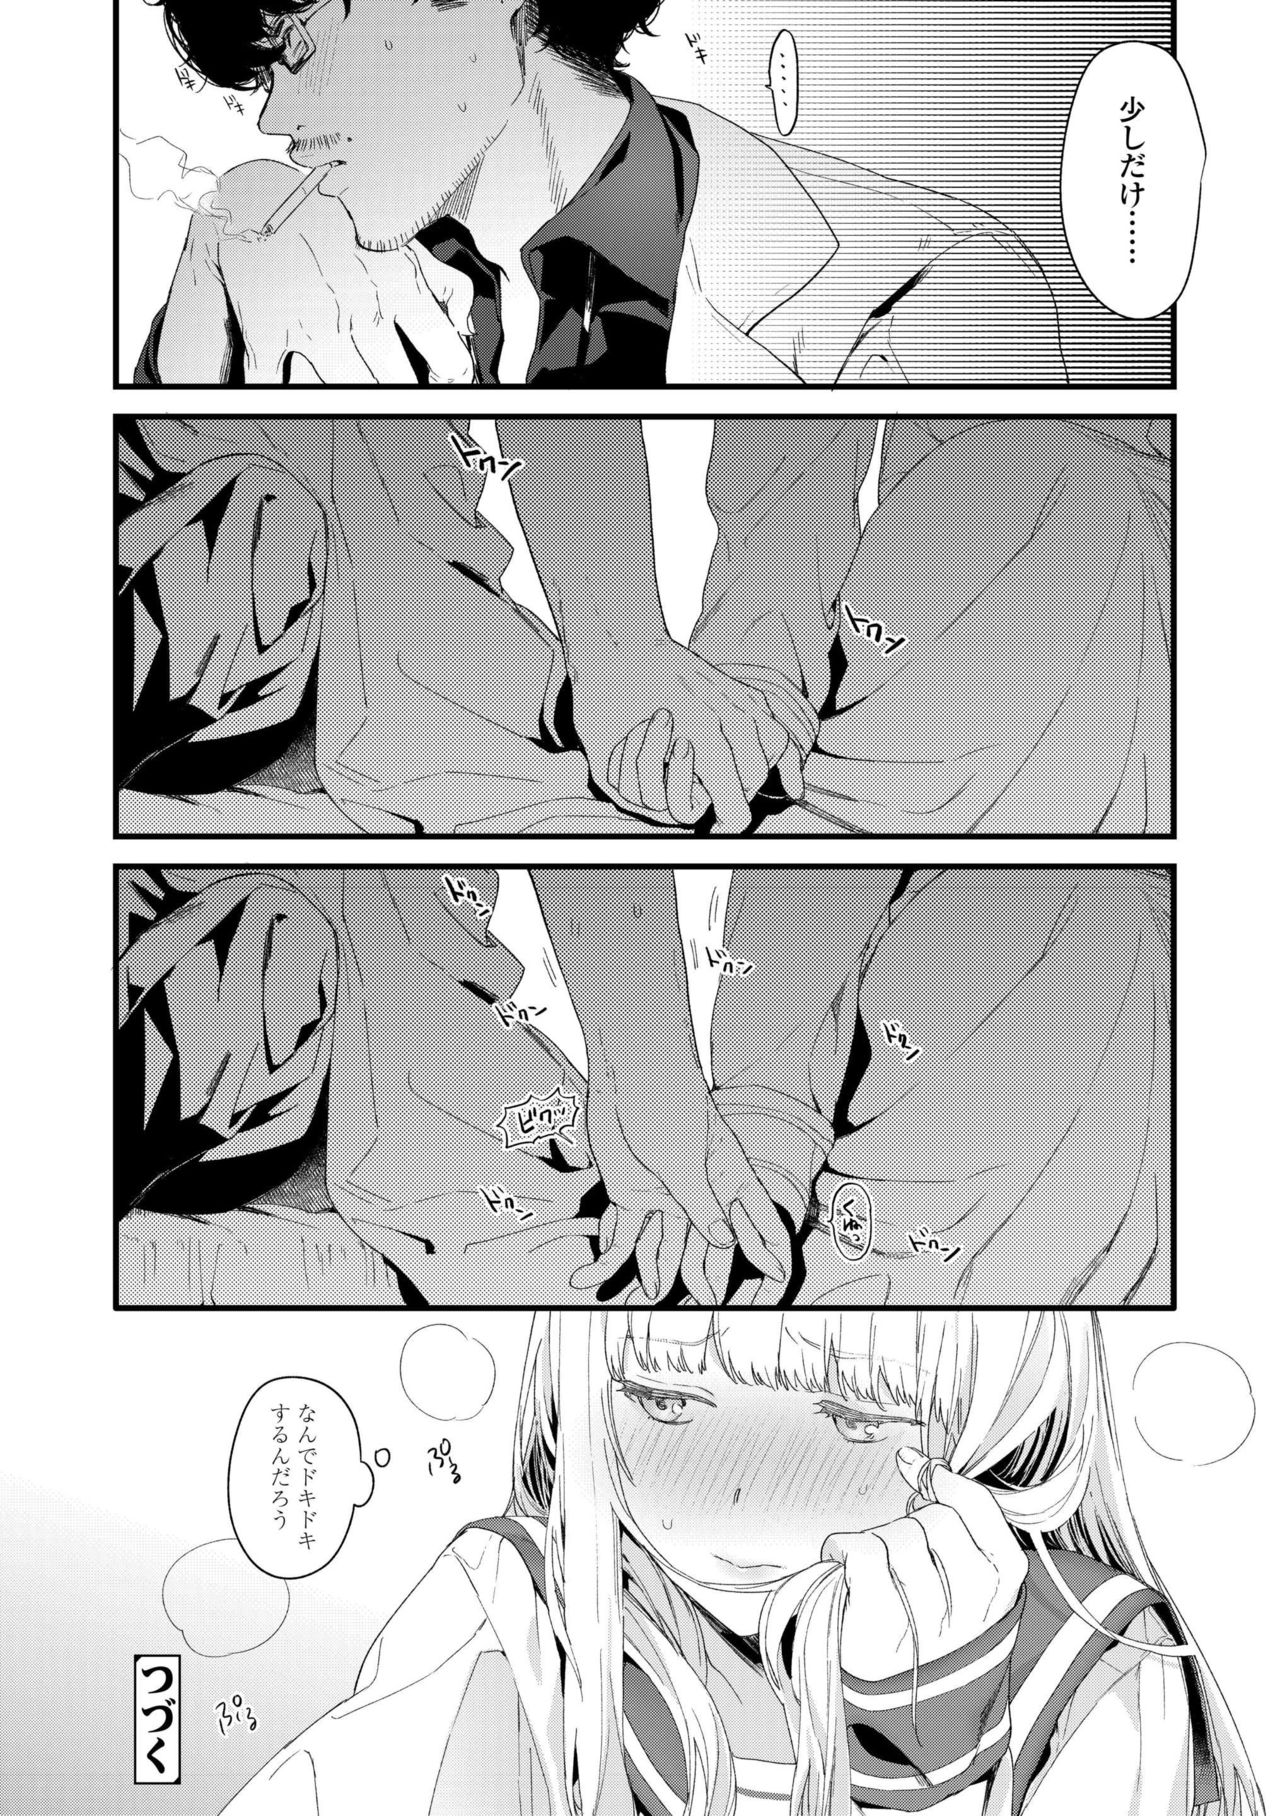 少しだけ……
……
ドキ
ドキ
ドキ
ドクン
ドクン
ドクン
ドクン
ドクン
ドクン
ビクッ
ドクン
ドクン
なんでドキドキ
するんだろう
ぷる
ぷる
つづく